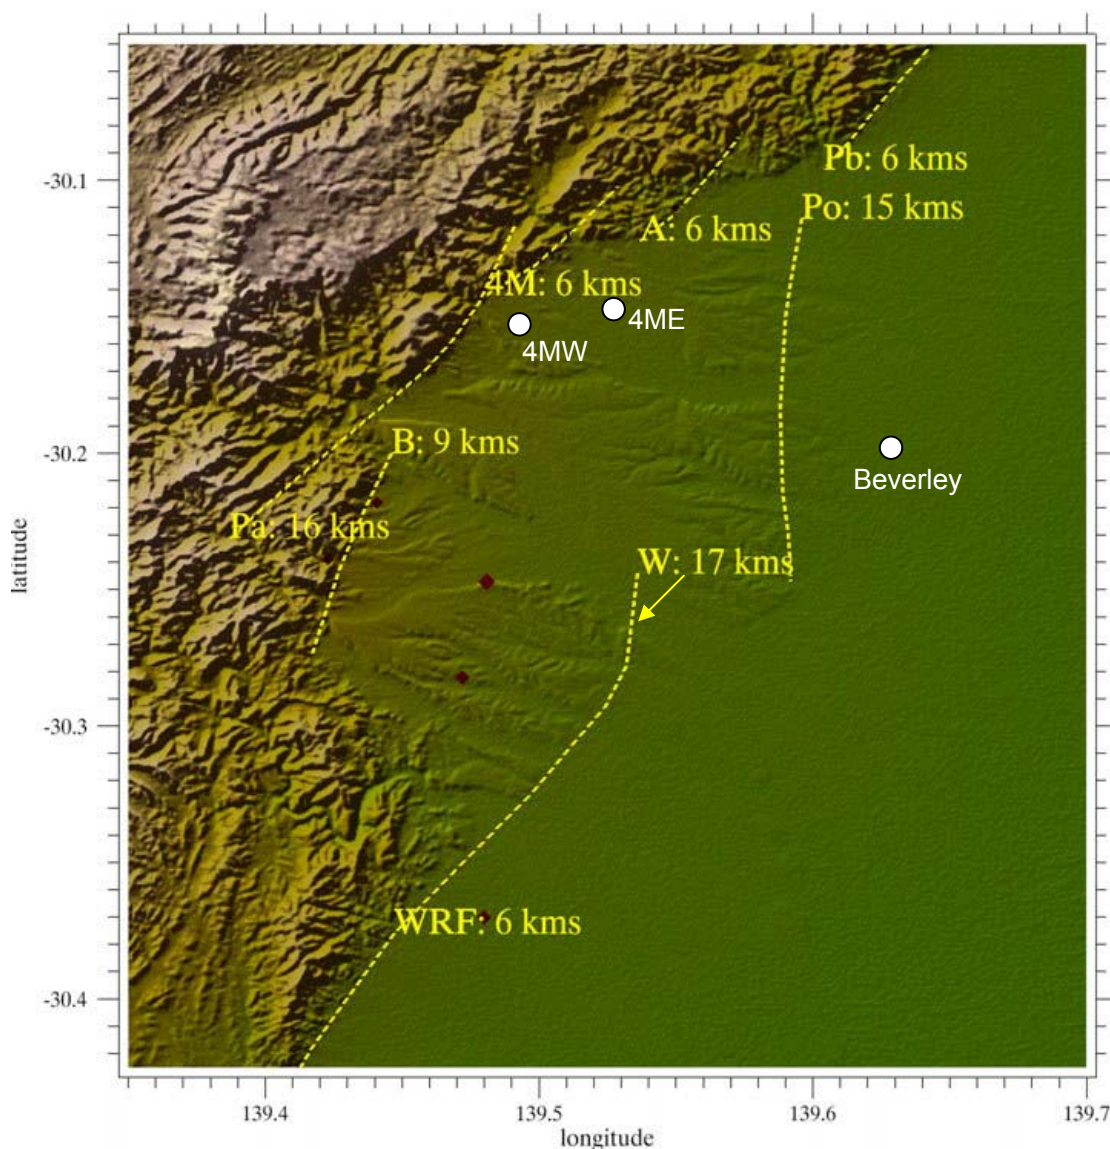 -30.1
Pb: 6 kms
Po: 15 kms
A: 6 kms
4M: 6 kms
4ME
4MW
B: 9 kms
-30.2
Beverley
Pa: 16 kms
W: 17 kms
latitude
-30.3
WRF: 6 kms
-30.4
139.4
139.5
139.6
139.7
longitude